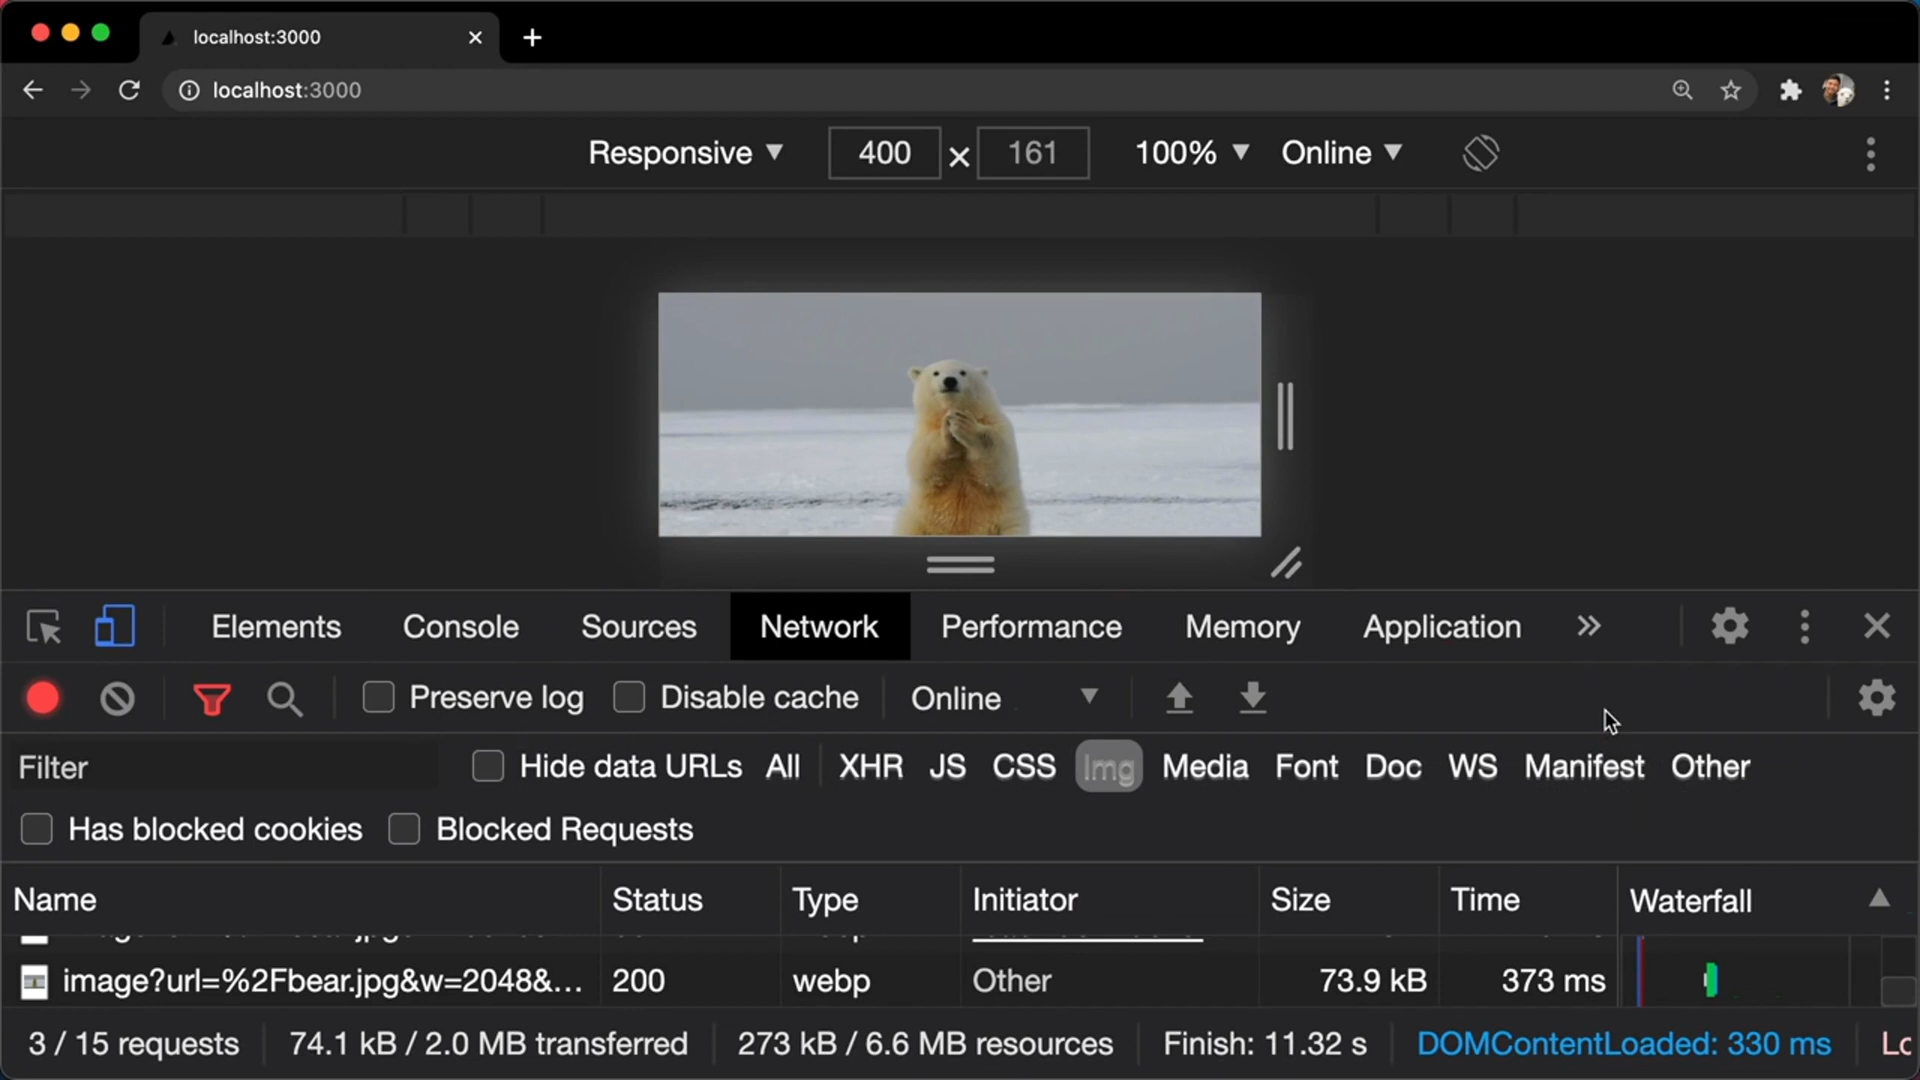 localhost:3000
localhost:3000
Responsive 400 × 161 100% Online
Elements Console Sources Network Performance Memory Application
Preserve log Disable cache Online
Filter Hide data URLs All XHR JS CSS Img Media Font Doc WS Manifest Other
Has blocked cookies Blocked Requests
Name Status Type Initiator Size Time Waterfall
image?url=%2Fbear.jpg&w=2048&... 200 webp Other 73.9 kB 373 ms
3 / 15 requests 74.1 kB / 2.0 MB transferred 273 kB / 6.6 MB resources Finish: 11.32 s DOMContentLoaded: 330 ms